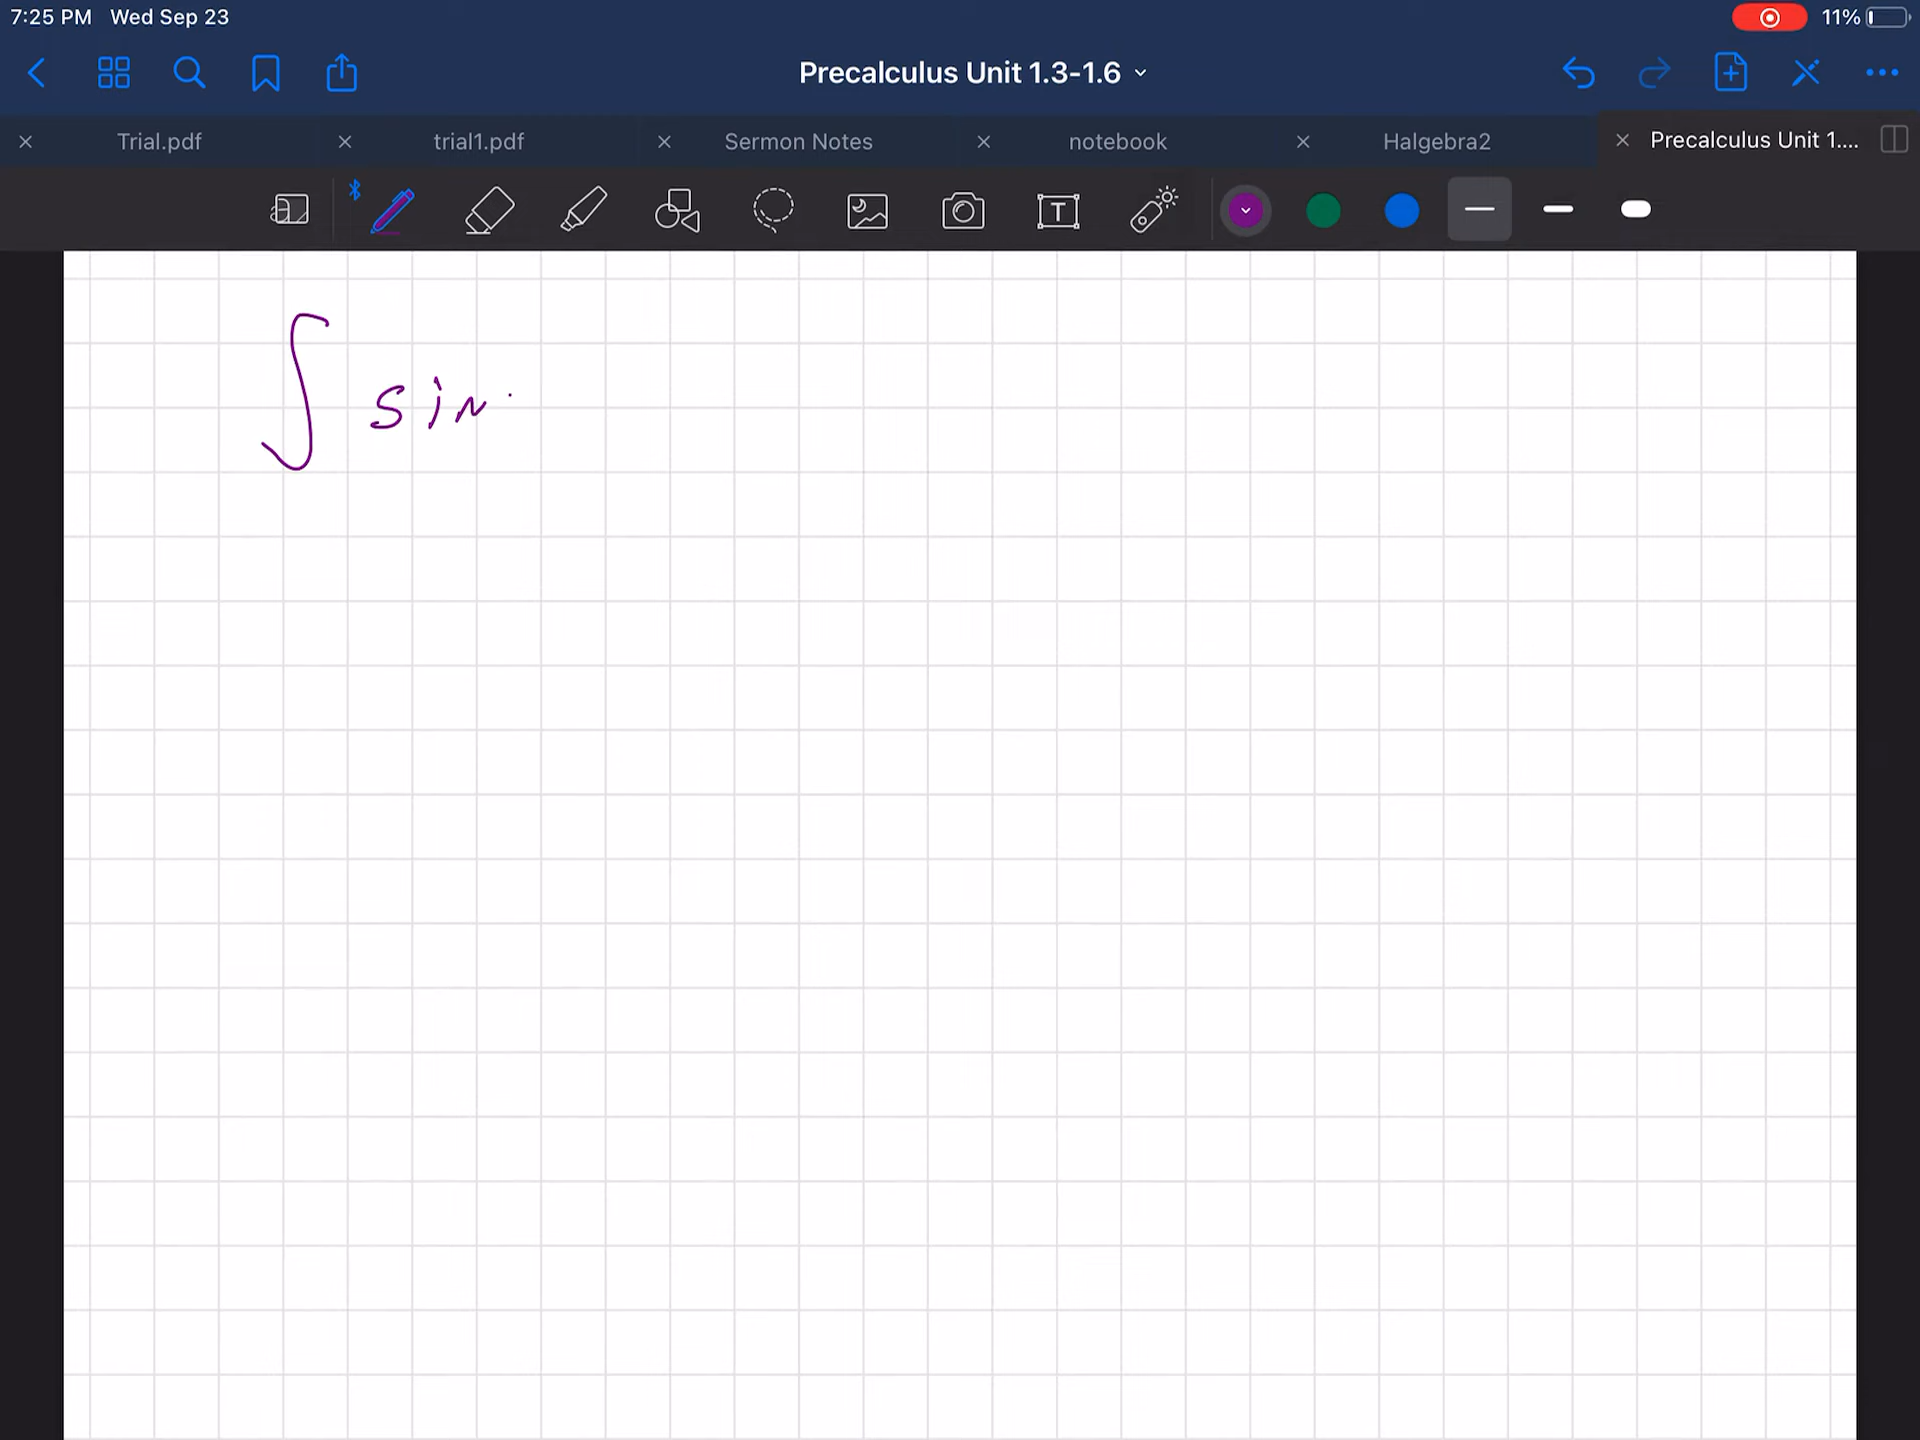 7:25 PM Wed Sep 23 11%
Precalculus Unit 1.3-1.6
Trial.pdf trial1.pdf Sermon Notes notebook Halgebra2 Precalculus Unit 1....
∫ sin